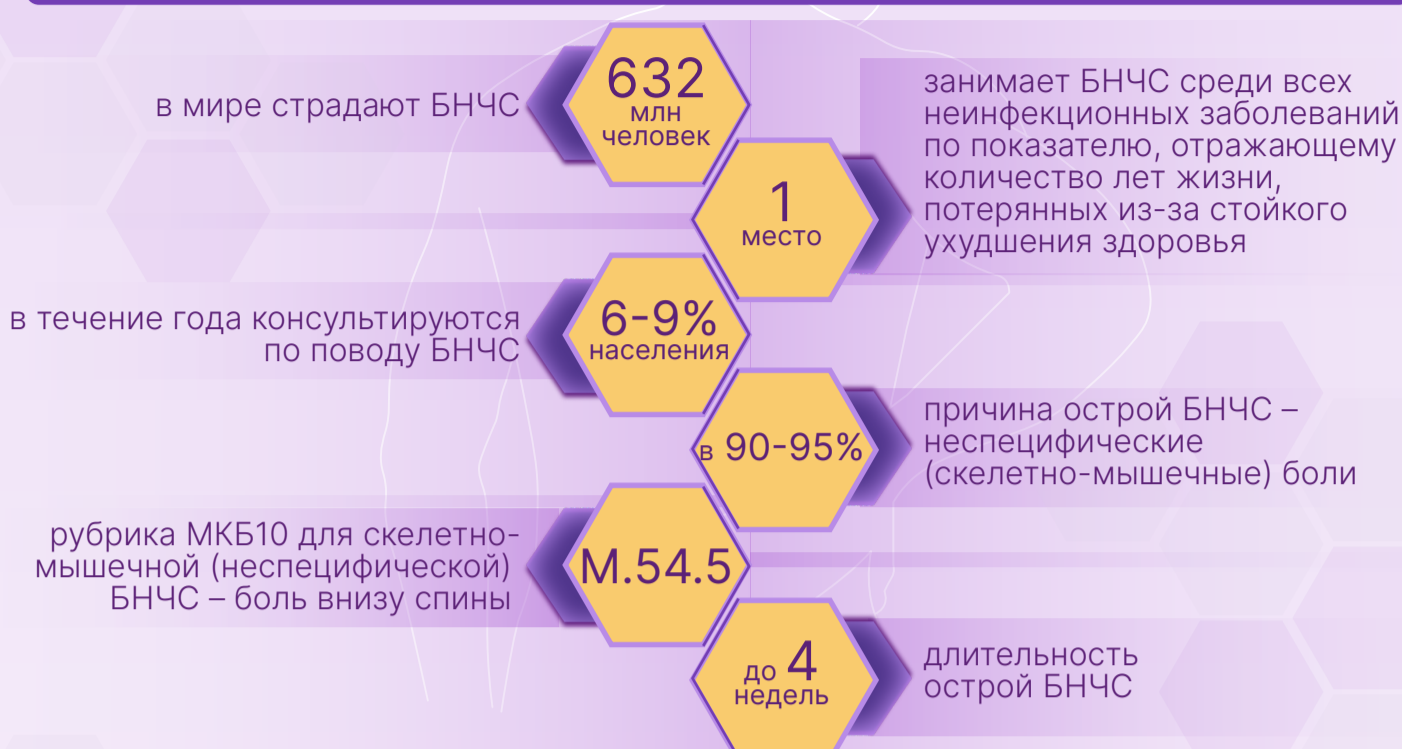 в мире страдают БНЧС
632
млн
человек
1
место
занимает БНЧС среди всех
неинфекционных заболеваний
по показателю, отражающему
количество лет жизни,
потерянных из-за стойкого
ухудшения здоровья
в течение года консультируются
по поводу БНЧС
6-9%
населения
в 90-95%
причина острой БНЧС –
неспецифические
(скелетно-мышечные) боли
рубрика МКБ10 для скелетно-
мышечной (неспецифической)
БНЧС – боль внизу спины
М.54.5
до 4
недель
длительность
острой БНЧС